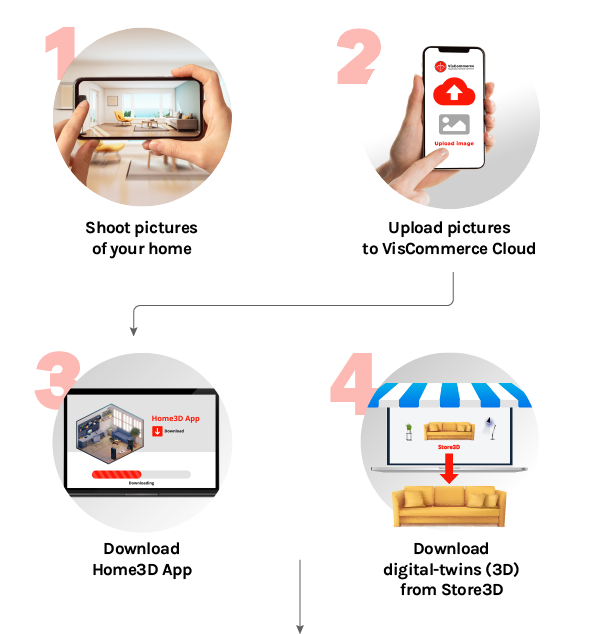 1
Shoot pictures
of your home
2
VisCommerce
Upload image
Upload pictures
to VisCommerce Cloud
3
Home3D App
Download
Downloading
Download
Home3D App
4
Store3D
Download
digital-twins (3D)
from Store3D